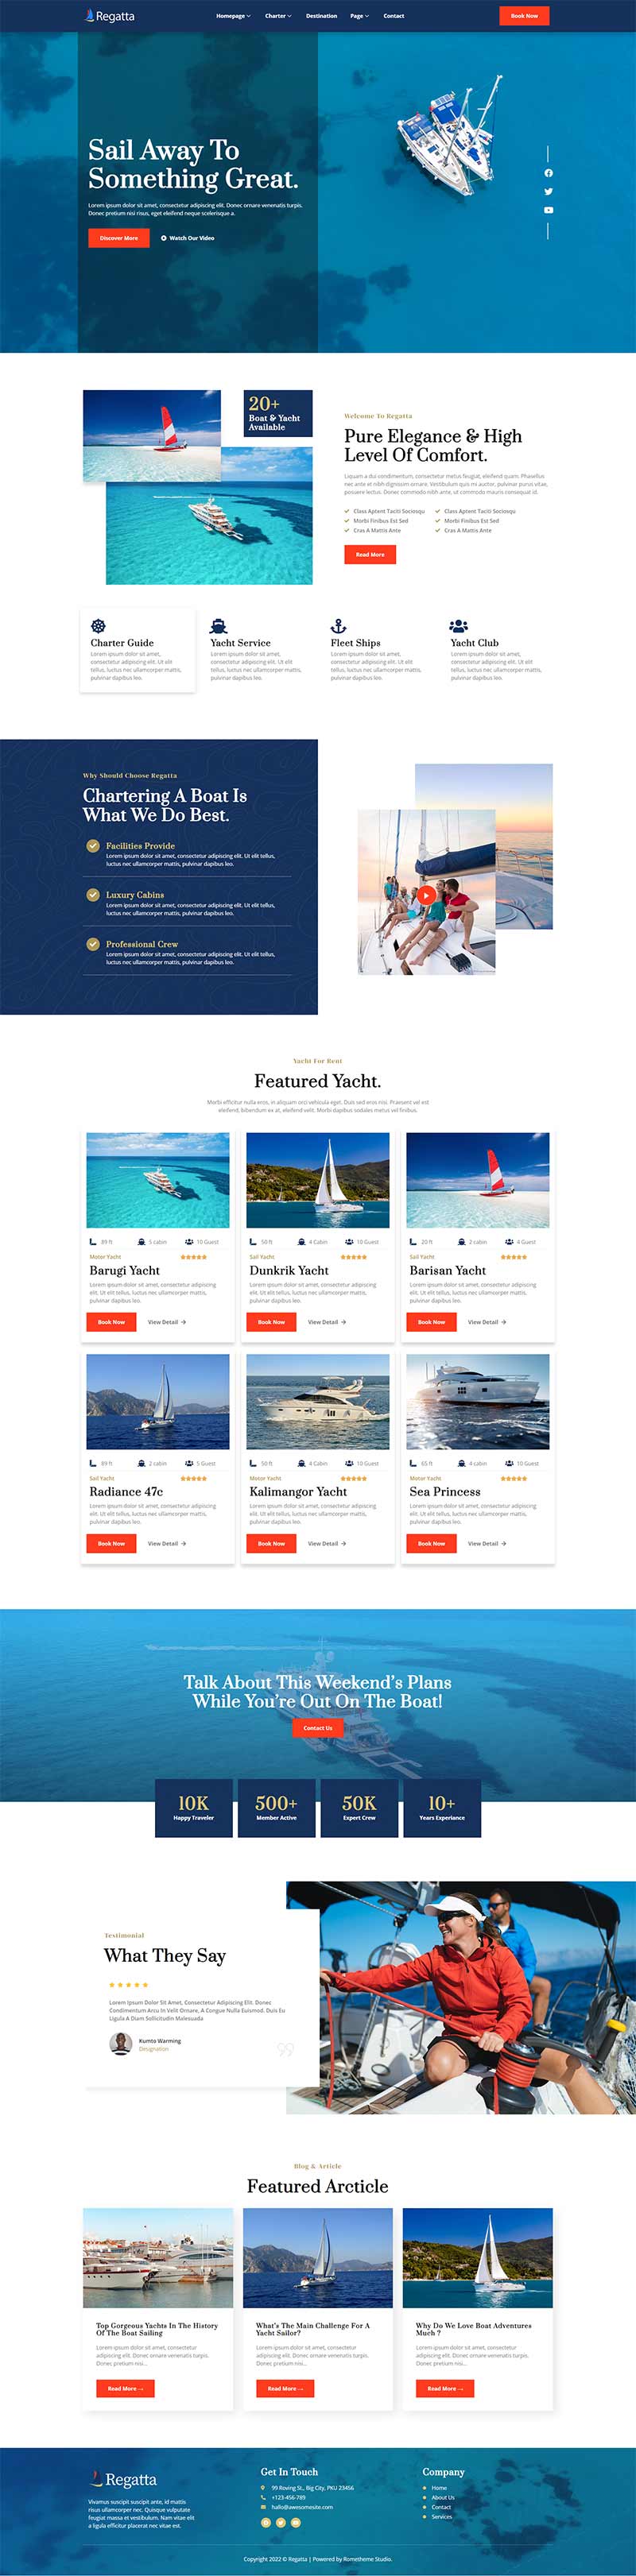 Regatta
Homepage
Charter
Destination
Page
Contact
Book Now
Sail Away To
Something Great.
Lorem ipsum dolor sit amet, consectetur adipiscing elit. Donec ornare venenatis turpis.
Donec pretium nisi risus, eget eleifend neque scelerisque a.
Discover More
Watch Our Video
20+
Boat & Yacht
Available
Welcome To Regatta
Pure Elegance & High
Level Of Comfort.
Liquam a dui condimentum, consectetur metus feugiat, eleifend quam. Phasellus
nec ante et nibh dignissim ornare. Vestibulum quis mi auctor, pulvinar purus vitae,
posuere lectus. Donec commodo nibh ante, ut commodo mauris consequat id.
Class Aptent Taciti Sociosqu
Class Aptent Taciti Sociosqu
Morbi Finibus Est Sed
Morbi Finibus Est Sed
Cras A Mattis Ante
Cras A Mattis Ante
Read More
Charter Guide
Lorem ipsum dolor sit amet,
consectetur adipiscing elit. Ut elit
tellus, luctus nec ullamcorper mattis,
pulvinar dapibus leo.
Yacht Service
Lorem ipsum dolor sit amet,
consectetur adipiscing elit. Ut elit
tellus, luctus nec ullamcorper mattis,
pulvinar dapibus leo.
Fleet Ships
Lorem ipsum dolor sit amet,
consectetur adipiscing elit. Ut elit
tellus, luctus nec ullamcorper mattis,
pulvinar dapibus leo.
Yacht Club
Lorem ipsum dolor sit amet,
consectetur adipiscing elit. Ut elit
tellus, luctus nec ullamcorper mattis,
pulvinar dapibus leo.
Why Should Choose Regatta
Chartering A Boat Is
What We Do Best.
Facilities Provide
Lorem ipsum dolor sit amet, consectetur adipiscing elit. Ut elit tellus,
luctus nec ullamcorper mattis, pulvinar dapibus leo.
Luxury Cabins
Lorem ipsum dolor sit amet, consectetur adipiscing elit. Ut elit tellus,
luctus nec ullamcorper mattis, pulvinar dapibus leo.
Professional Crew
Lorem ipsum dolor sit amet, consectetur adipiscing elit. Ut elit tellus,
luctus nec ullamcorper mattis, pulvinar dapibus leo.
Yacht For Rent
Featured Yacht.
Morbi efficitur nulla eros, in aliquam orci vehicula eget. Duis sed eros nisi. Praesent vel est
eleifend, bibendum ex at, eleifend velit. Morbi dapibus sodales metus vel finibus.
89 ft
5 cabin
10 Guest
Motor Yacht
Barugi Yacht
Lorem ipsum dolor sit amet, consectetur adipiscing
elit. Ut elit tellus, luctus nec ullamcorper mattis,
pulvinar dapibus leo.
Book Now
View Detail
50 ft
4 Cabin
10 Guest
Sail Yacht
Dunkrik Yacht
Lorem ipsum dolor sit amet, consectetur adipiscing
elit. Ut elit tellus, luctus nec ullamcorper mattis,
pulvinar dapibus leo.
Book Now
View Detail
20 ft
2 cabin
4 Guest
Sail Yacht
Barisan Yacht
Lorem ipsum dolor sit amet, consectetur adipiscing
elit. Ut elit tellus, luctus nec ullamcorper mattis,
pulvinar dapibus leo.
Book Now
View Detail
89 ft
2 cabin
5 Guest
Sail Yacht
Radiance 47c
Lorem ipsum dolor sit amet, consectetur adipiscing
elit. Ut elit tellus, luctus nec ullamcorper mattis,
pulvinar dapibus leo.
Book Now
View Detail
50 ft
4 Cabin
10 Guest
Motor Yacht
Kalimangor Yacht
Lorem ipsum dolor sit amet, consectetur adipiscing
elit. Ut elit tellus, luctus nec ullamcorper mattis,
pulvinar dapibus leo.
Book Now
View Detail
65 ft
4 cabin
10 Guest
Motor Yacht
Sea Princess
Lorem ipsum dolor sit amet, consectetur adipiscing
elit. Ut elit tellus, luctus nec ullamcorper mattis,
pulvinar dapibus leo.
Book Now
View Detail
Talk About This Weekend's Plans
While You're Out On The Boat!
Contact Us
10K
Happy Traveler
500+
Member Active
50K
Expert Crew
10+
Years Experiance
Testimonial
What They Say
Lorem Ipsum Dolor Sit Amet, Consectetur Adipiscing Elit. Donec
Condimentum Arcu In Velit Ornare, A Congue Nulla Euismod. Duis Eu
Ligula A Diam Sollicitudin Malesuada
Kumto Warming
Designation
Blog & Article
Featured Arcticle
Top Gorgeous Yachts In The History
Of The Boat Sailing
Lorem ipsum dolor sit amet, consectetur
adipiscing elit. Donec ornare venenatis turpis.
Donec pretium nisi...
Read More
What's The Main Challenge For A
Yacht Sailor?
Lorem ipsum dolor sit amet, consectetur
adipiscing elit. Donec ornare venenatis turpis.
Donec pretium nisi...
Read More
Why Do We Love Boat Adventures
Much ?
Lorem ipsum dolor sit amet, consectetur
adipiscing elit. Donec ornare venenatis turpis.
Donec pretium nisi...
Read More
Regatta
Vivamus suscipit suscipit ante, id mattis
risus ullamcorper nec. Quisque vulputate
feugiat massa et vestibulum. Nam vitae elit
a ligula efficitur placerat nec vitae est.
Get In Touch
99 Roving St., Big City, PKU 23456
+123-456-789
hallo@awesomesite.com
Company
Home
About Us
Contact
Services
Copyright 2022 © Regatta | Powered by Rometheme Studio.